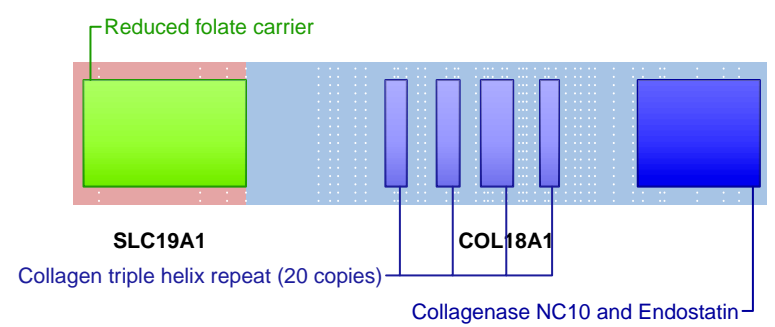 Reduced folate carrier
SLC19A1 COL18A1
Collagen triple helix repeat (20 copies)
Collagenase NC10 and Endostatin